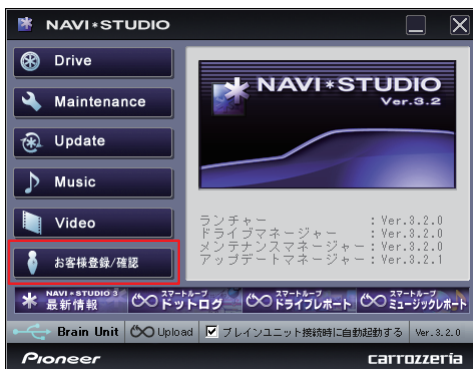 NAVI*STUDIO
Drive
Maintenance
Update
Music
Video
お客様登録/確認
NAVI*STUDIO
Ver.3.2
ランチャー : Ver.3.2.0
ドライブマネージャー : Ver.3.2.0
メンテナンスマネージャー : Ver.3.2.0
アップデートマネージャー : Ver.3.2.1
NAVI*STUDIO 3
最新情報
スマートループ
ドットログ
スマートループ
ドライブレポート
スマートループ
ミュージックレポート
Brain Unit
Upload
ブレインユニット接続時に自動起動する
Ver.3.2.0
Pioneer
carrozzeria